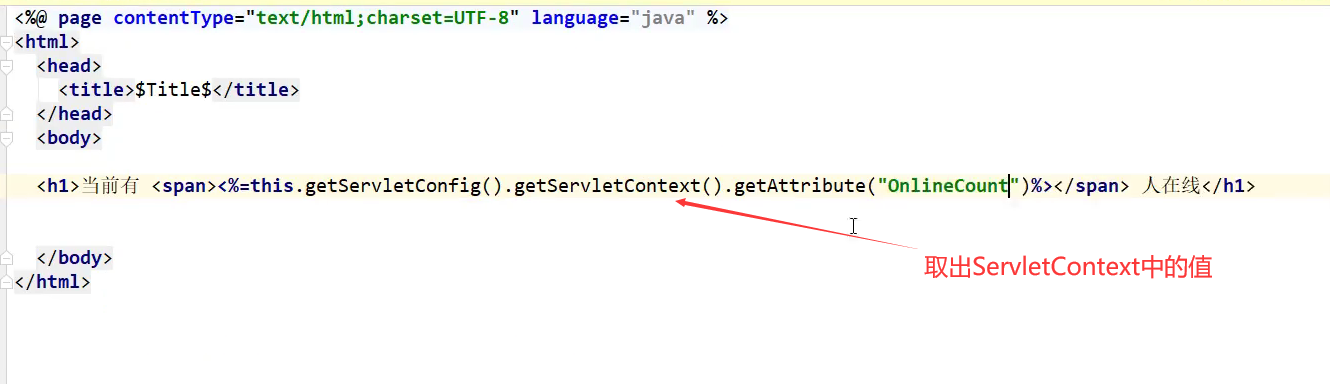 <%@ page contentType="text/html;charset=UTF-8" language="java" %>
<html>
<head>
<title>$Title$</title>
</head>
<body>
<h1>当前有 <span><%=this.getServletConfig().getServletContext().getAttribute("OnlineCount")%></span> 人在线</h1>
取出ServletContext中的值
</body>
</html>